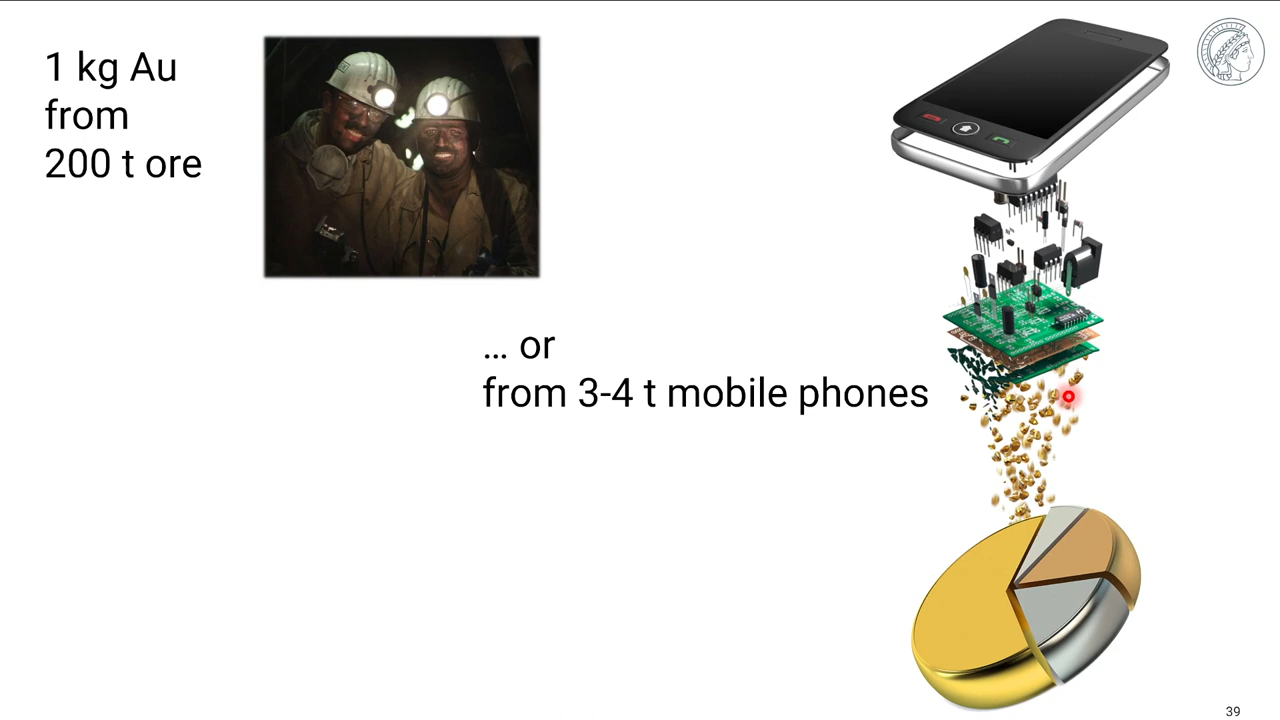 1 kg Au
from
200 t ore
... or
from 3-4 t mobile phones
39